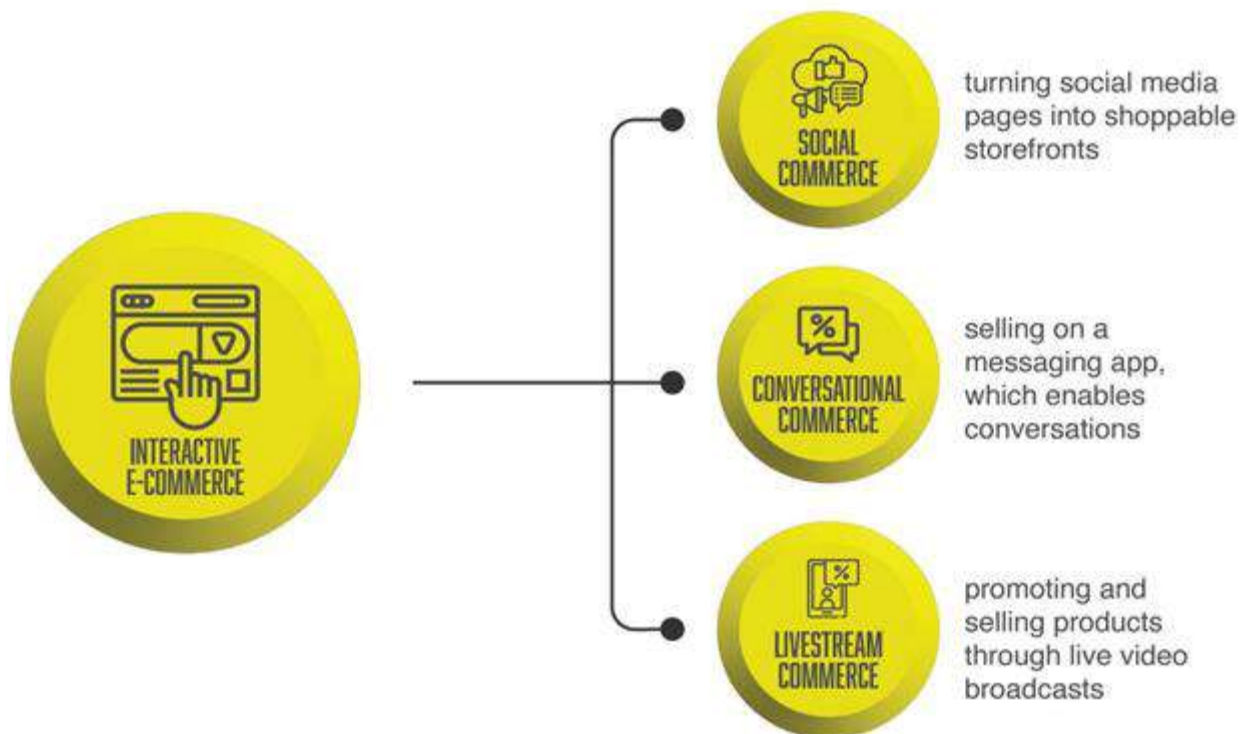 INTERACTIVE
E-COMMERCE
SOCIAL
COMMERCE
turning social media
pages into shoppable
storefronts
%
CONVERSATIONAL
COMMERCE
selling on a
messaging app,
which enables
conversations
%
LIVESTREAM
COMMERCE
promoting and
selling products
through live video
broadcasts